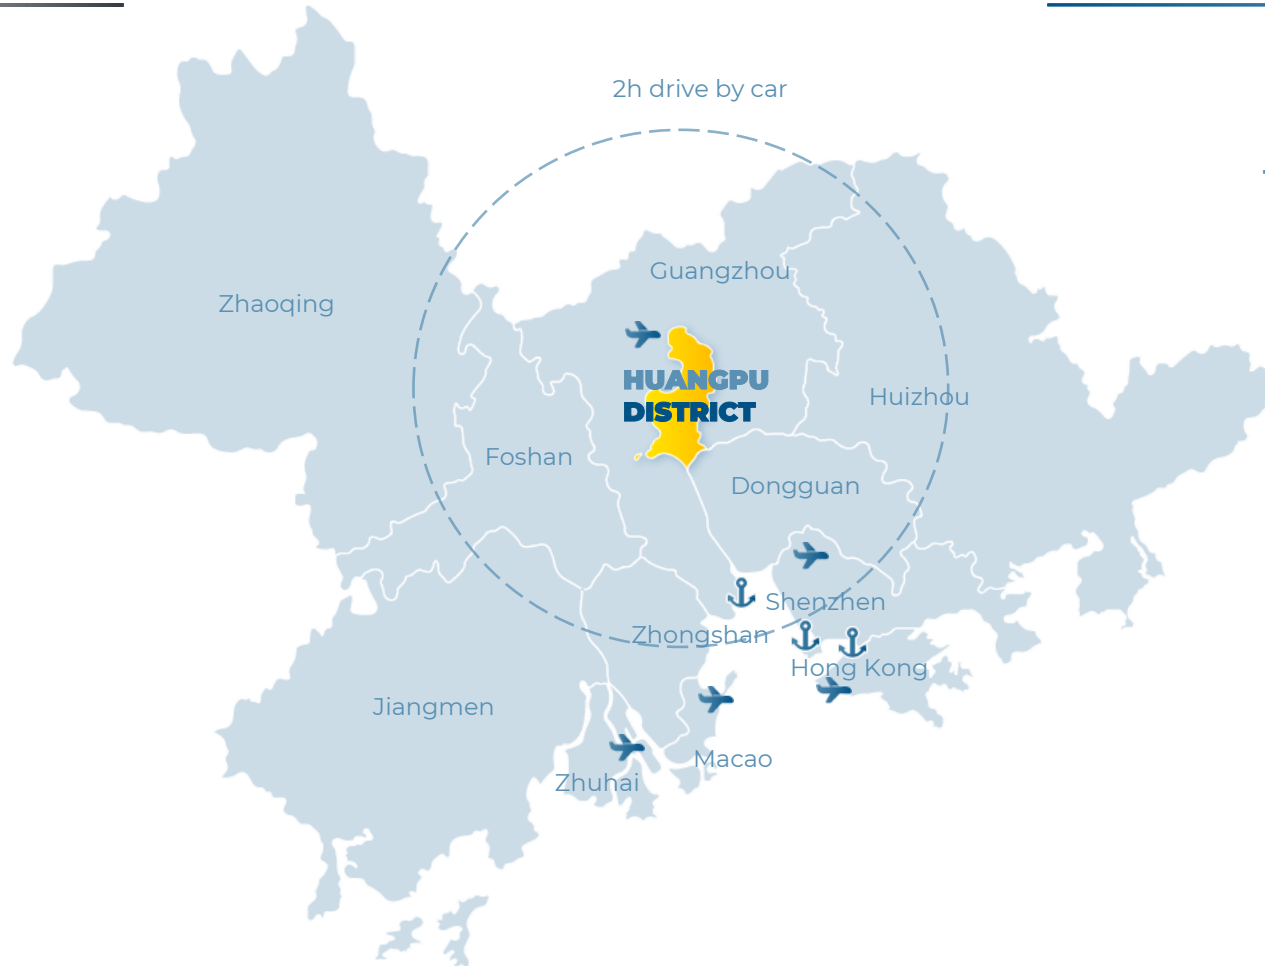 2h drive by car
Guangzhou
Zhaoqing
HUANGPU
DISTRICT
Huizhou
Foshan
Dongguan
Shenzhen
Zhongshan
Hong Kong
Jiangmen
Macao
Zhuhai